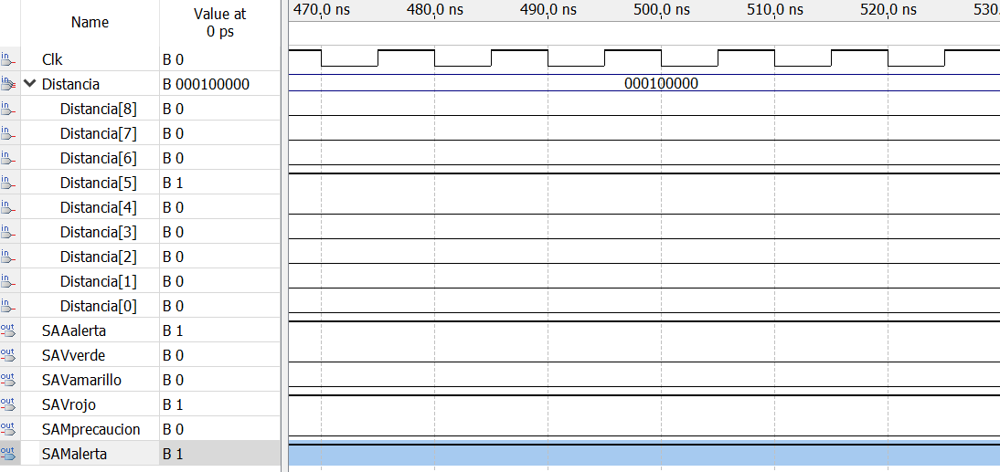 Name Value at 0 ps 470,0 ns 480,0 ns 490,0 ns 500,0 ns 510,0 ns 520,0 ns 530,
in Clk B 0
in Distancia B 000100000 000100000
in Distancia[8] B 0
in Distancia[7] B 0
in Distancia[6] B 0
in Distancia[5] B 1
in Distancia[4] B 0
in Distancia[3] B 0
in Distancia[2] B 0
in Distancia[1] B 0
in Distancia[0] B 0
out SAAalerta B 1
out SAVverde B 0
out SAVamarillo B 0
out SAVrojo B 1
out SAMprecaucion B 0
out SAMalerta B 1